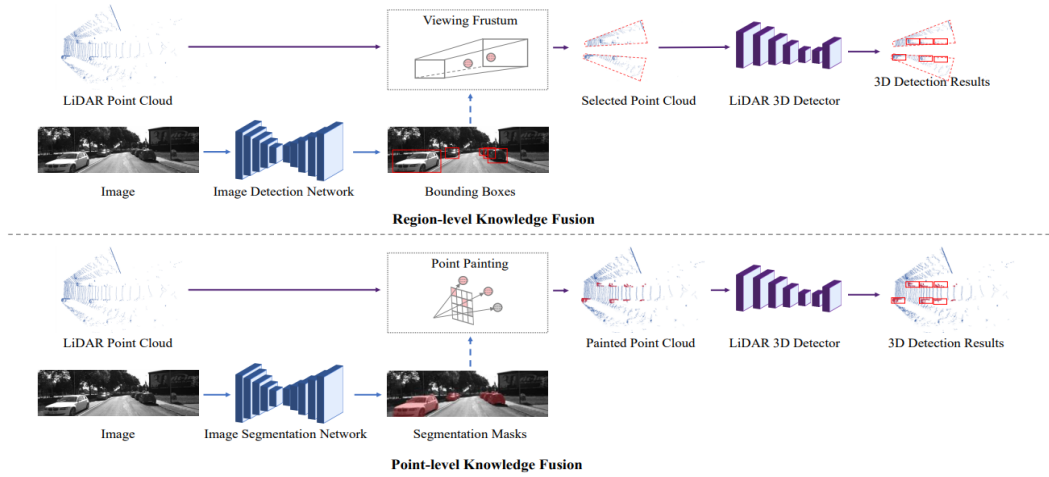 Viewing Frustum
LiDAR Point Cloud
Selected Point Cloud
LiDAR 3D Detector
3D Detection Results
Image
Image Detection Network
Bounding Boxes
Region-level Knowledge Fusion
Point Painting
LiDAR Point Cloud
Painted Point Cloud
LiDAR 3D Detector
3D Detection Results
Image
Image Segmentation Network
Segmentation Masks
Point-level Knowledge Fusion